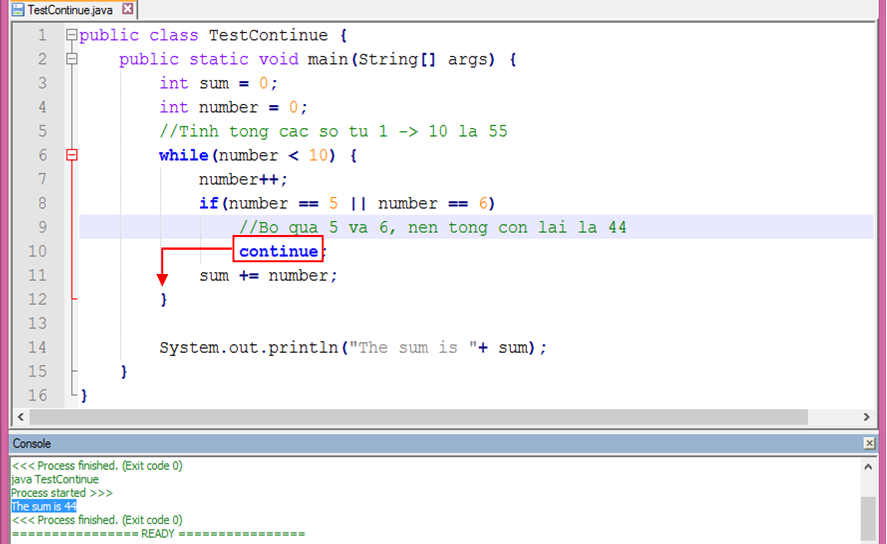 TestContinue.java
1 public class TestContinue {
2 public static void main(String[] args) {
3 int sum = 0;
4 int number = 0;
5 //Tinh tong cac so tu 1 -> 10 la 55
6 while(number < 10) {
7 number++;
8 if(number == 5 || number == 6)
9 //Bo qua 5 va 6, nen tong con lai la 44
10 continue;
11 sum += number;
12 }
13
14 System.out.println("The sum is "+ sum);
15 }
16 }
Console
<<< Process finished. (Exit code 0)
java TestContinue
Process started >>>
The sum is 44
<<< Process finished. (Exit code 0)
================ READY ================